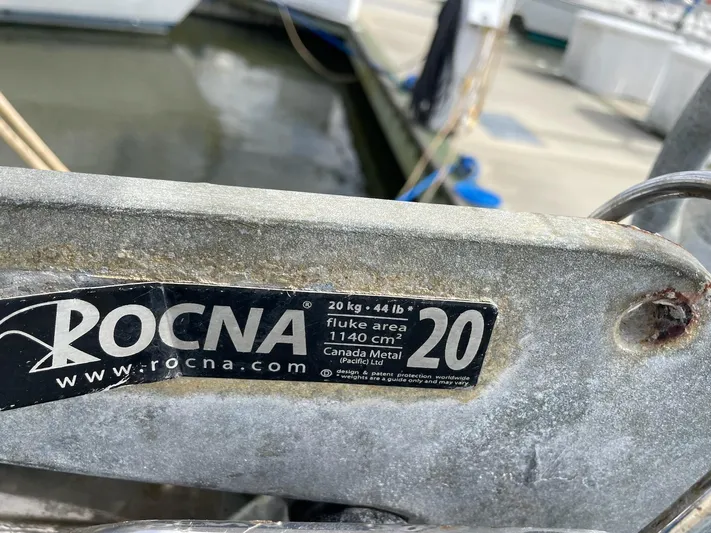 ROCNA®
www.rocna.com
20 kg • 44 lb *
fluke area
1140 cm²
Canada Metal
(Pacific) Ltd
20
Ⓓ design & patent protection worldwide
* weights are a guide only and may vary